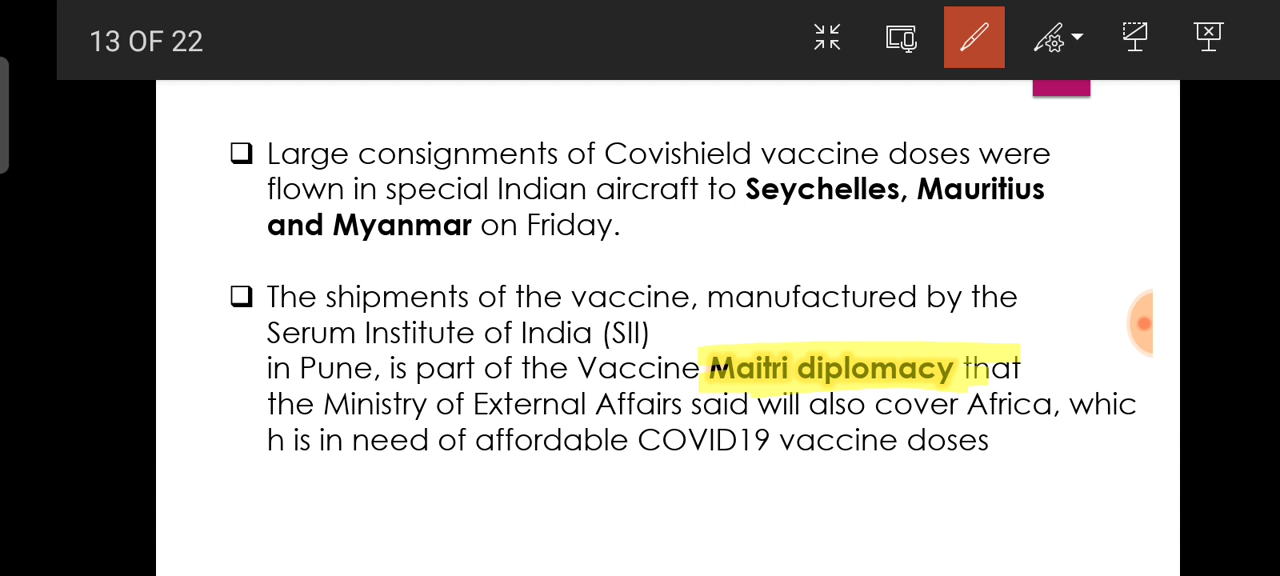 13 OF 22
Large consignments of Covishield vaccine doses were
flown in special Indian aircraft to Seychelles, Mauritius
and Myanmar on Friday.
The shipments of the vaccine, manufactured by the
Serum Institute of India (SII)
in Pune, is part of the Vaccine Maitri diplomacy that
the Ministry of External Affairs said will also cover Africa, whic
h is in need of affordable COVID19 vaccine doses